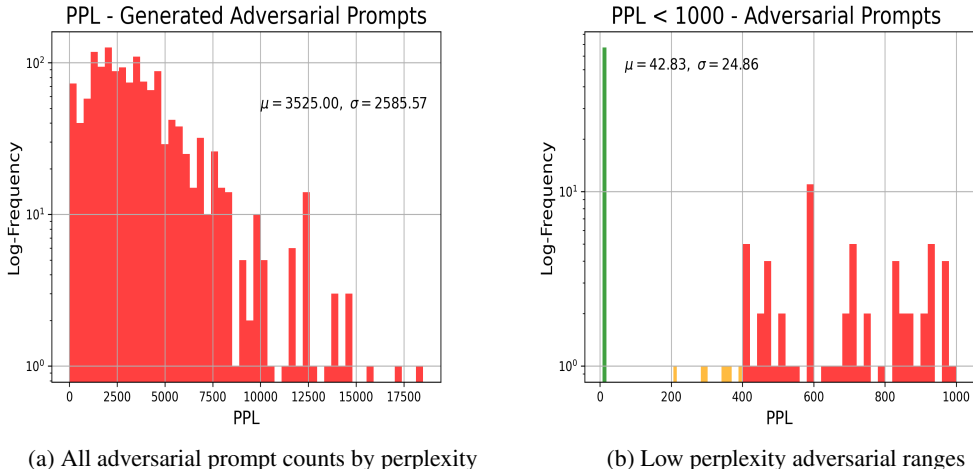 PPL - Generated Adversarial Prompts
10²
10¹
10⁰
Log-Frequency
μ = 3525.00, σ = 2585.57
0 2500 5000 7500 10000 12500 15000 17500
PPL
(a) All adversarial prompt counts by perplexity
PPL < 1000 - Adversarial Prompts
10¹
10⁰
Log-Frequency
μ = 42.83, σ = 24.86
0 200 400 600 800 1000
PPL
(b) Low perplexity adversarial ranges